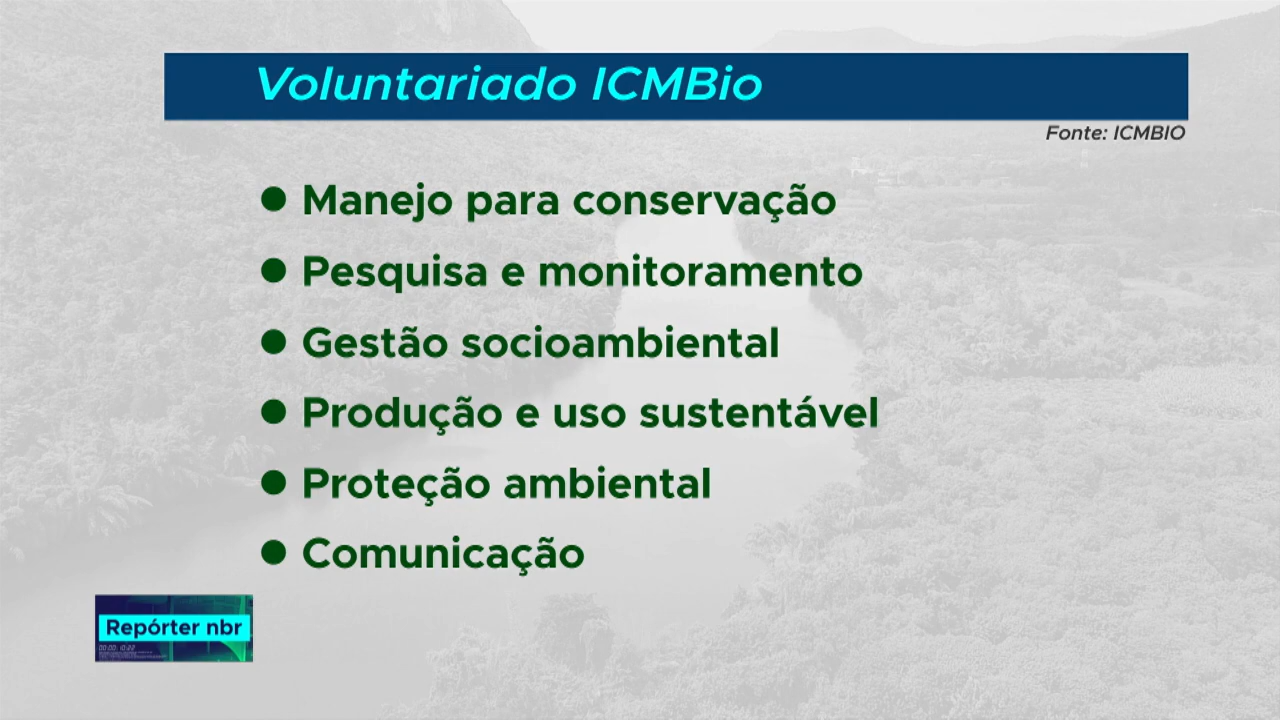 Voluntariado ICMBio
Fonte: ICMBIO
● Manejo para conservação
● Pesquisa e monitoramento
● Gestão socioambiental
● Produção e uso sustentável
● Proteção ambiental
● Comunicação
Repórter nbr